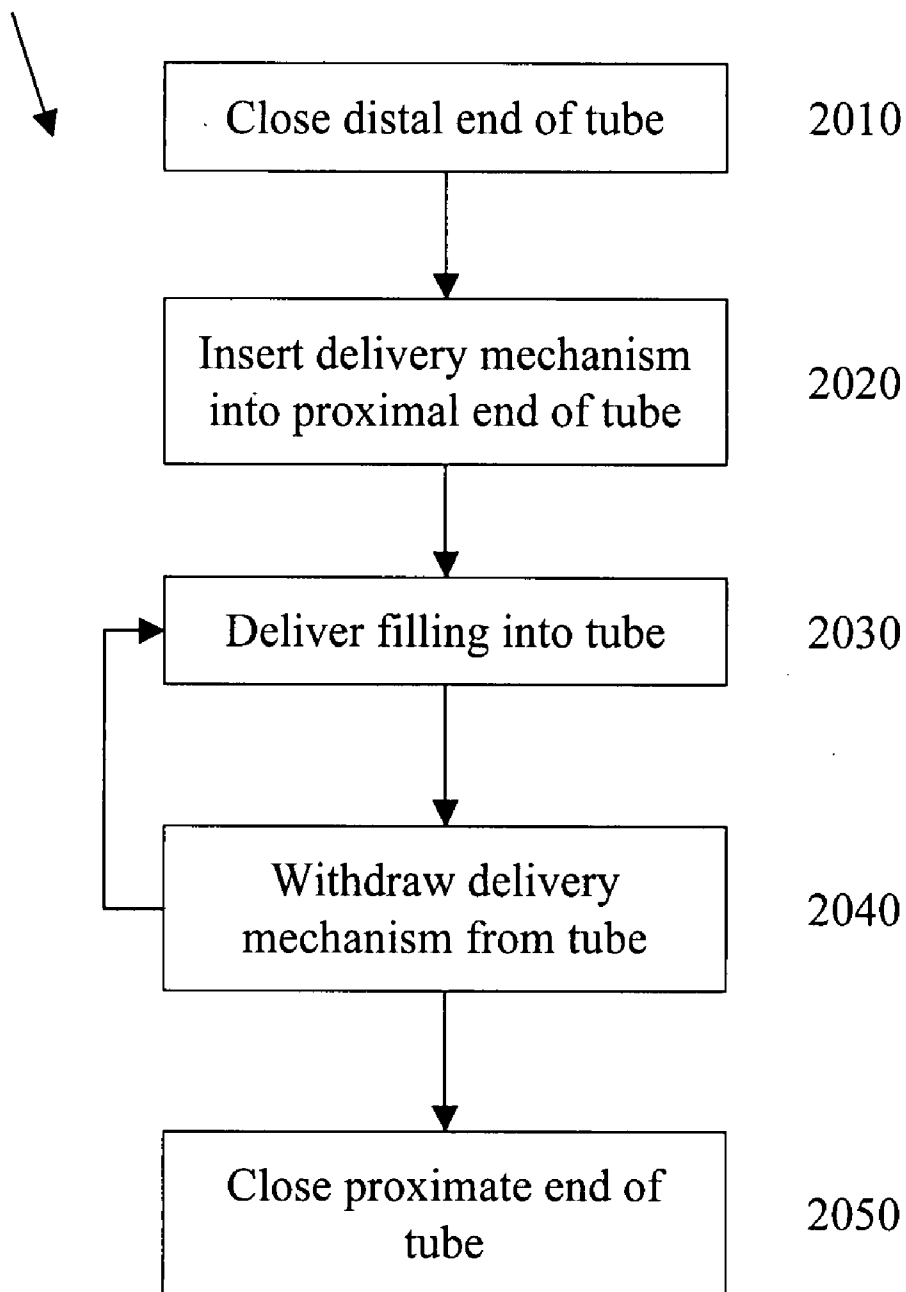 Close distal end of tube
2010
Insert delivery mechanism
into proximal end of tube
2020
Deliver filling into tube
2030
Withdraw delivery
mechanism from tube
2040
Close proximate end of
tube
2050